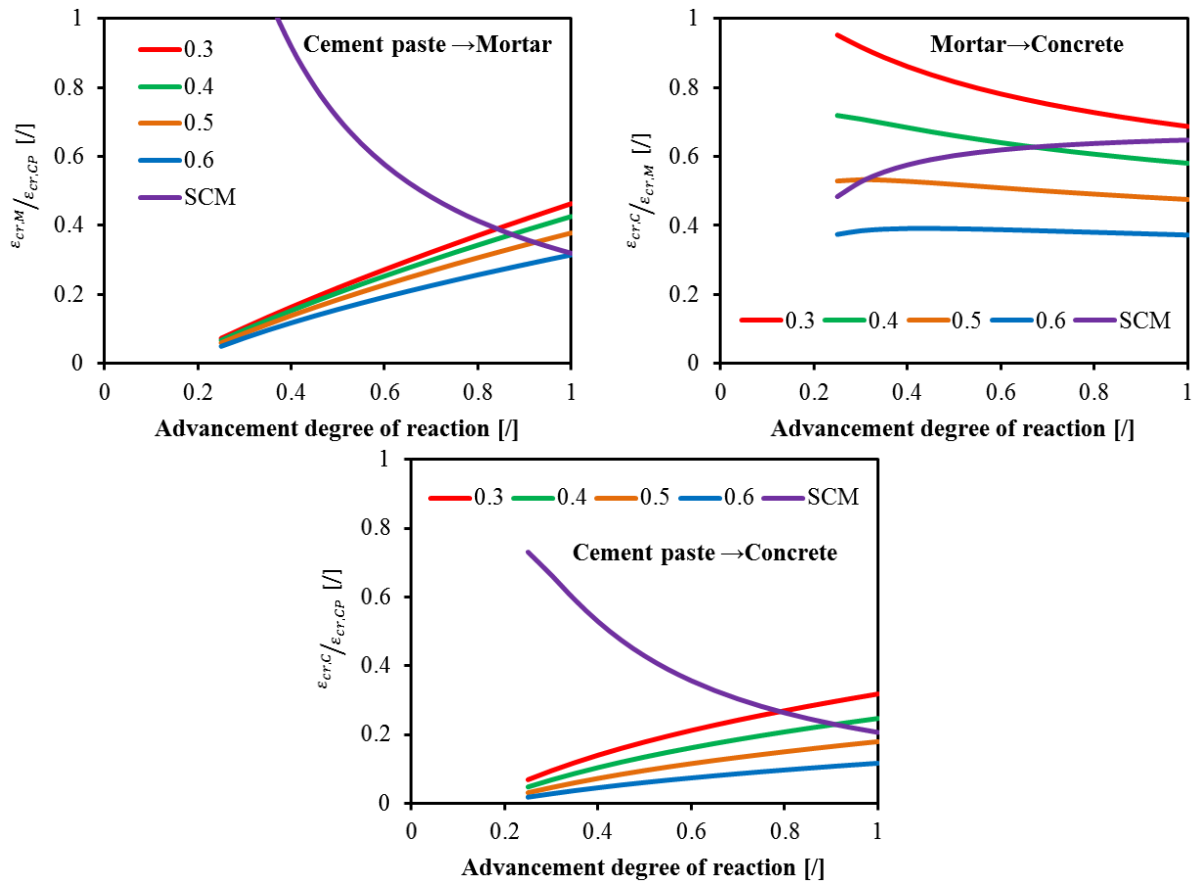 Cement paste →Mortar
0.3
0.4
0.5
0.6
SCM
εcr,M/εcr,CP [/]
1
0.8
0.6
0.4
0.2
0
0 0.2 0.4 0.6 0.8 1
Advancement degree of reaction [/]
Mortar→Concrete
εcr,C/εcr,M [/]
1
0.8
0.6
0.4
0.2
0
0.3 0.4 0.5 0.6 SCM
0 0.2 0.4 0.6 0.8 1
Advancement degree of reaction [/]
0.3 0.4 0.5 0.6 SCM
Cement paste →Concrete
εcr,C/εcr,CP [/]
1
0.8
0.6
0.4
0.2
0
0 0.2 0.4 0.6 0.8 1
Advancement degree of reaction [/]